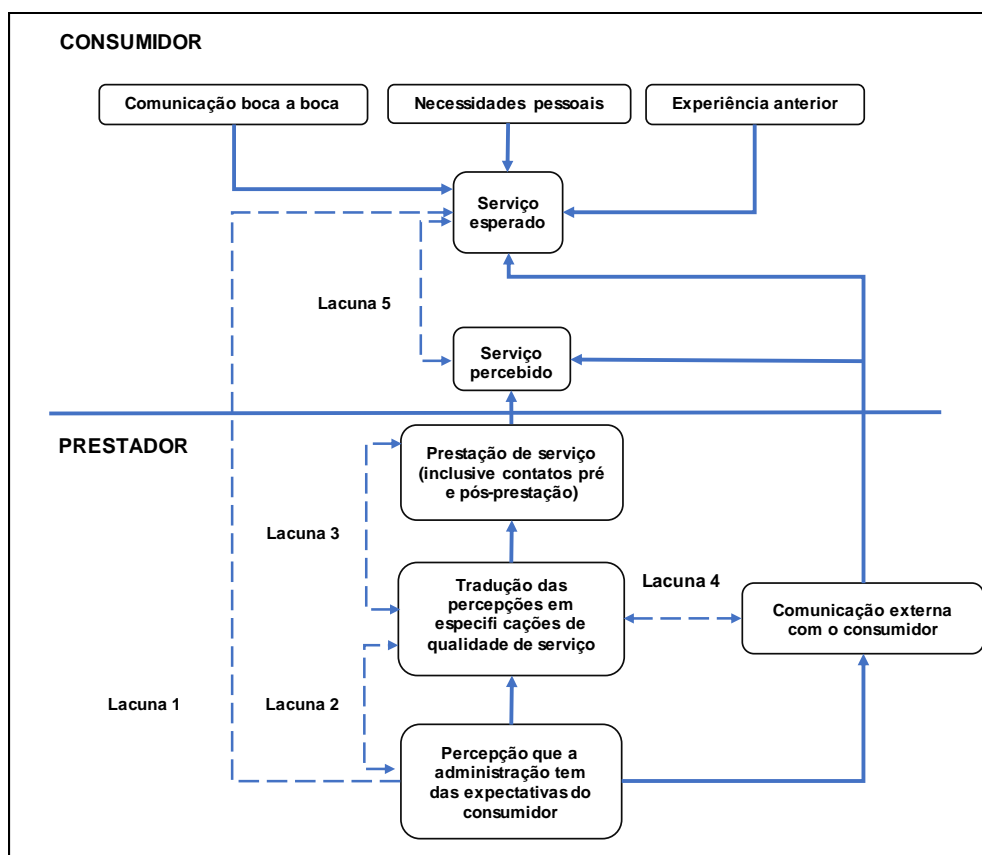 CONSUMIDOR
Comunicação boca a boca
Necessidades pessoais
Experiência anterior
Serviço
esperado
Lacuna 5
Serviço
percebido
PRESTADOR
Prestação de serviço
(inclusive contatos pré
e pós-prestação)
Lacuna 3
Tradução das
percepções em
especifi cações de
qualidade de serviço
Lacuna 4
Comunicação externa
com o consumidor
Lacuna 1
Lacuna 2
Percepção que a
administração tem
das expectativas do
consumidor